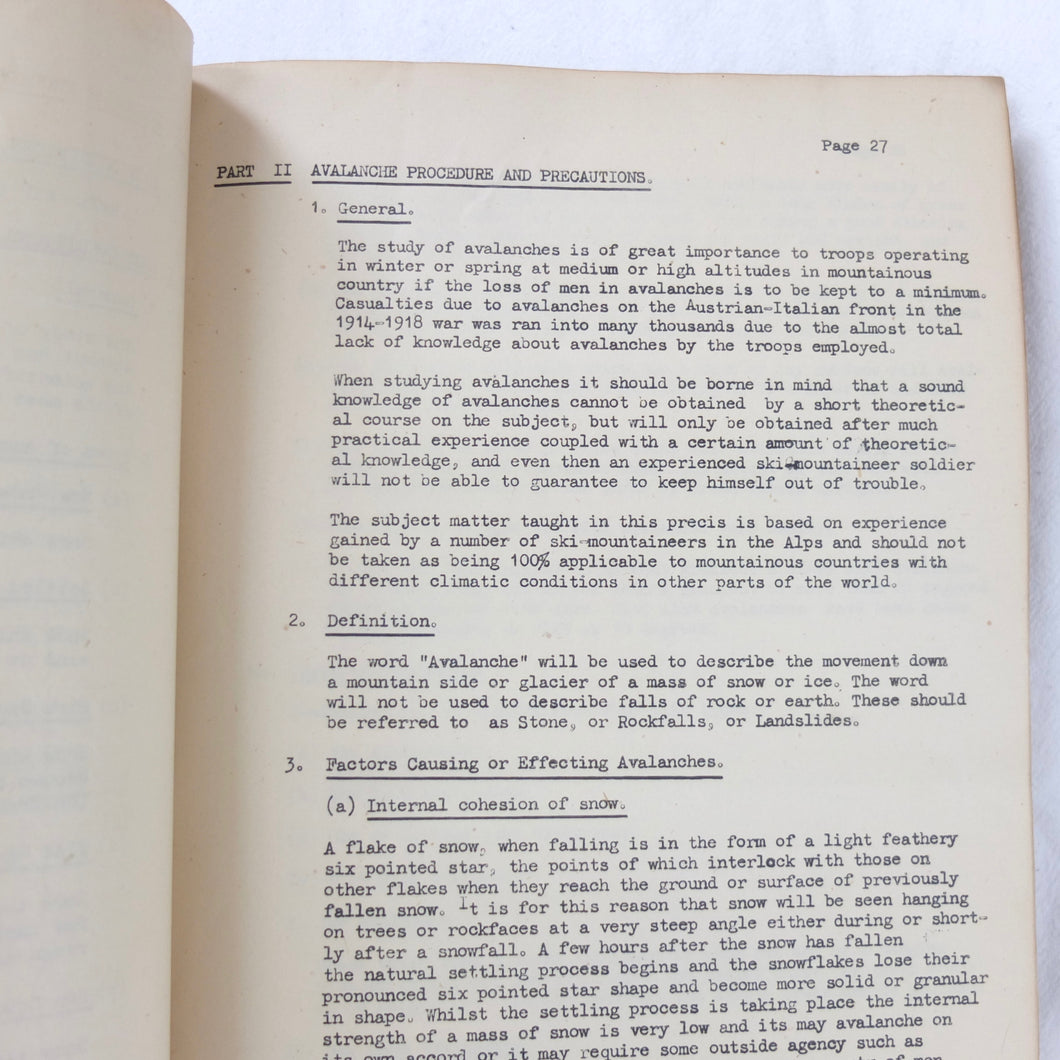 Page 27
PART II AVALANCHE PROCEDURE AND PRECAUTIONS.
1. General.
The study of avalanches is of great importance to troops operating
in winter or spring at medium or high altitudes in mountainous
country if the loss of men in avalanches is to be kept to a minimum.
Casualties due to avalanches on the Austrian-Italian front in the
1914-1918 war was ran into many thousands due to the almost total
lack of knowledge about avalanches by the troops employed.
When studying avalanches it should be borne in mind that a sound
knowledge of avalanches cannot be obtained by a short theoretic-
al course on the subject, but will only be obtained after much
practical experience coupled with a certain amount of theoretic-
al knowledge, and even then an experienced ski-mountaineer soldier
will not be able to guarantee to keep himself out of trouble.
The subject matter taught in this precis is based on experience
gained by a number of ski-mountaineers in the Alps and should not
be taken as being 100% applicable to mountainous countries with
different climatic conditions in other parts of the world.
2. Definition.
The word "Avalanche" will be used to describe the movement down
a mountain side or glacier of a mass of snow or ice. The word
will not be used to describe falls of rock or earth. These should
be referred to as Stone, or Rockfalls, or Landslides.
3. Factors Causing or Effecting Avalanches.
(a) Internal cohesion of snow.
A flake of snow, when falling is in the form of a light feathery
six pointed star, the points of which interlock with those on
other flakes when they reach the ground or surface of previously
fallen snow. It is for this reason that snow will be seen hanging
on trees or rockfaces at a very steep angle either during or short-
ly after a snowfall. A few hours after the snow has fallen
the natural settling process begins and the snowflakes lose their
pronounced six pointed star shape and become more solid or granular
in shape. Whilst the settling process is taking place the internal
strength of a mass of snow is very low and its may avalanche on
its own accord or it may require some outside agency such as
of men